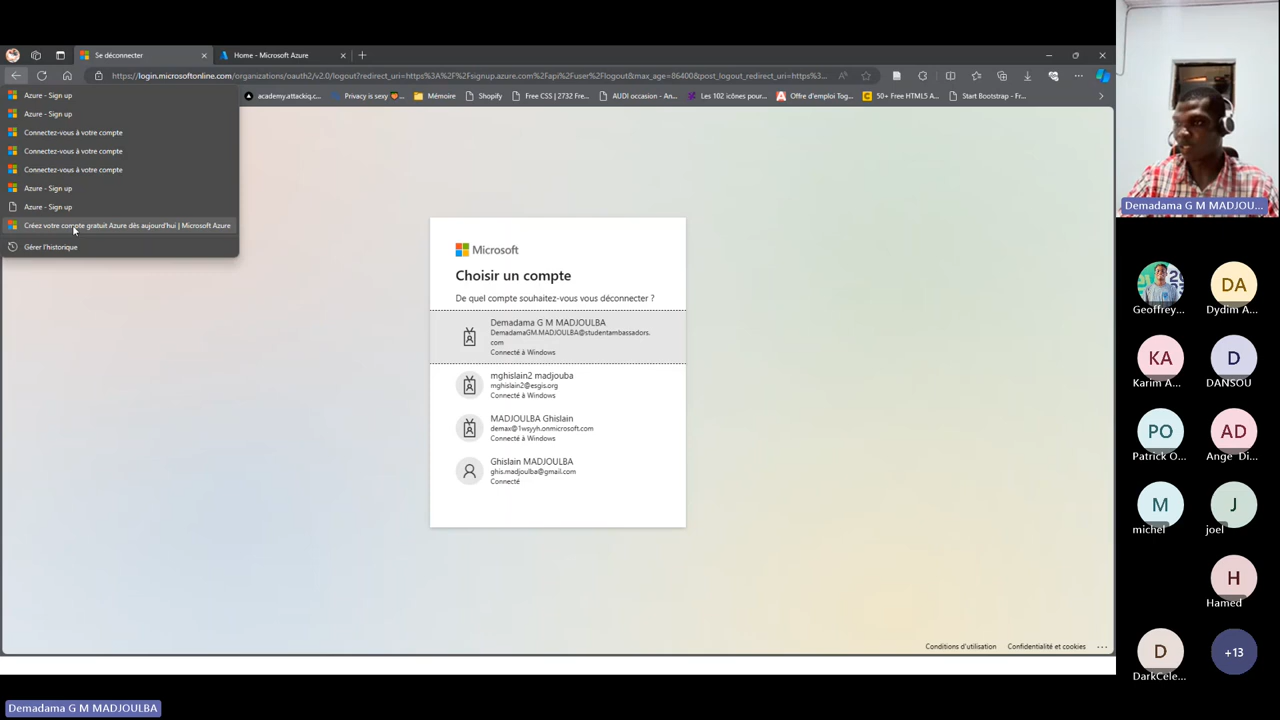 Se déconnecter
Home - Microsoft Azure
https://login.microsoftonline.com/organizations/oauth2/v2.0/logout?redirect_uri=https%3A%2F%2Fsignup.azure.com%2Fapi%2Fuser%2Flogout&max_age=86400&post_logout_redirect_uri=https%3...
academy.attackiq.c...
Privacy is sexy
Mémoire
Shopify
Free CSS | 2732 Fre...
AUDI occasion - An...
Les 102 icônes pour...
Offre d'emploi Tog...
50+ Free HTML5 A...
Start Bootstrap - Fr...
Azure - Sign up
Azure - Sign up
Connectez-vous à votre compte
Connectez-vous à votre compte
Connectez-vous à votre compte
Azure - Sign up
Azure - Sign up
Créez votre compte gratuit Azure dès aujourd'hui | Microsoft Azure
Gérer l'historique
Microsoft
Choisir un compte
De quel compte souhaitez-vous vous déconnecter ?
Demadama G M MADJOULBA
DemadamaGM.MADJOULBA@studentambassadors.
com
Connecté à Windows
mghislain2 madjouba
mghislain2@esgis.org
Connecté à Windows
MADJOULBA Ghislain
demax@1wsyyh.onmicrosoft.com
Connecté à Windows
Ghislain MADJOULBA
ghis.madjoulba@gmail.com
Connecté
Conditions d'utilisation
Confidentialité et cookies
...
Demadama G M MADJOU...
Geoffrey...
DA
Dydim A...
KA
Karim A...
D
DANSOU
PO
Patrick O...
AD
Ange Di...
M
michel
J
joel
H
Hamed
D
DarkCele...
+13
Demadama G M MADJOULBA